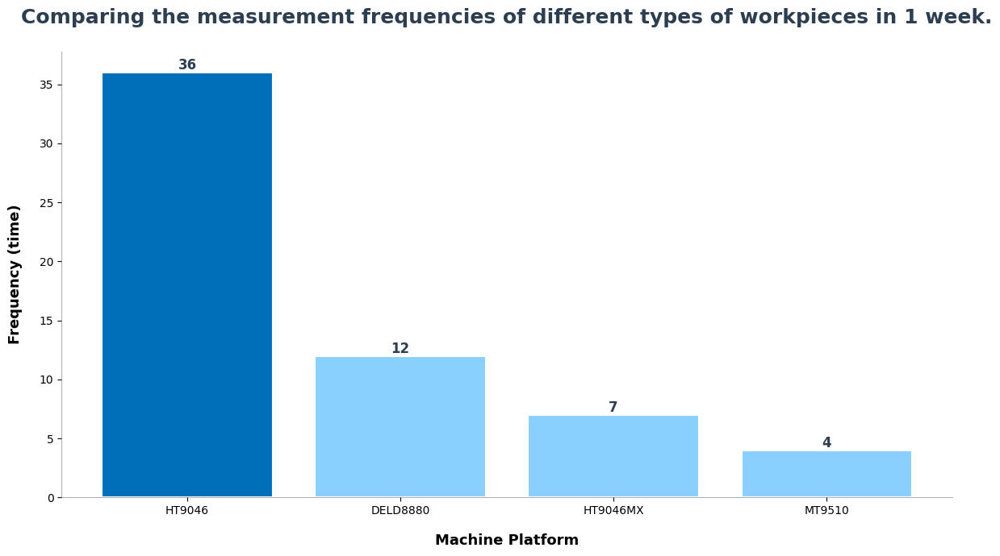 Comparing the measurement frequencies of different types of workpieces in 1 week.
36
35
30
25
20
15
10
5
0
Frequency (time)
12
7
4
HT9046
DELD8880
HT9046MX
MT9510
Machine Platform